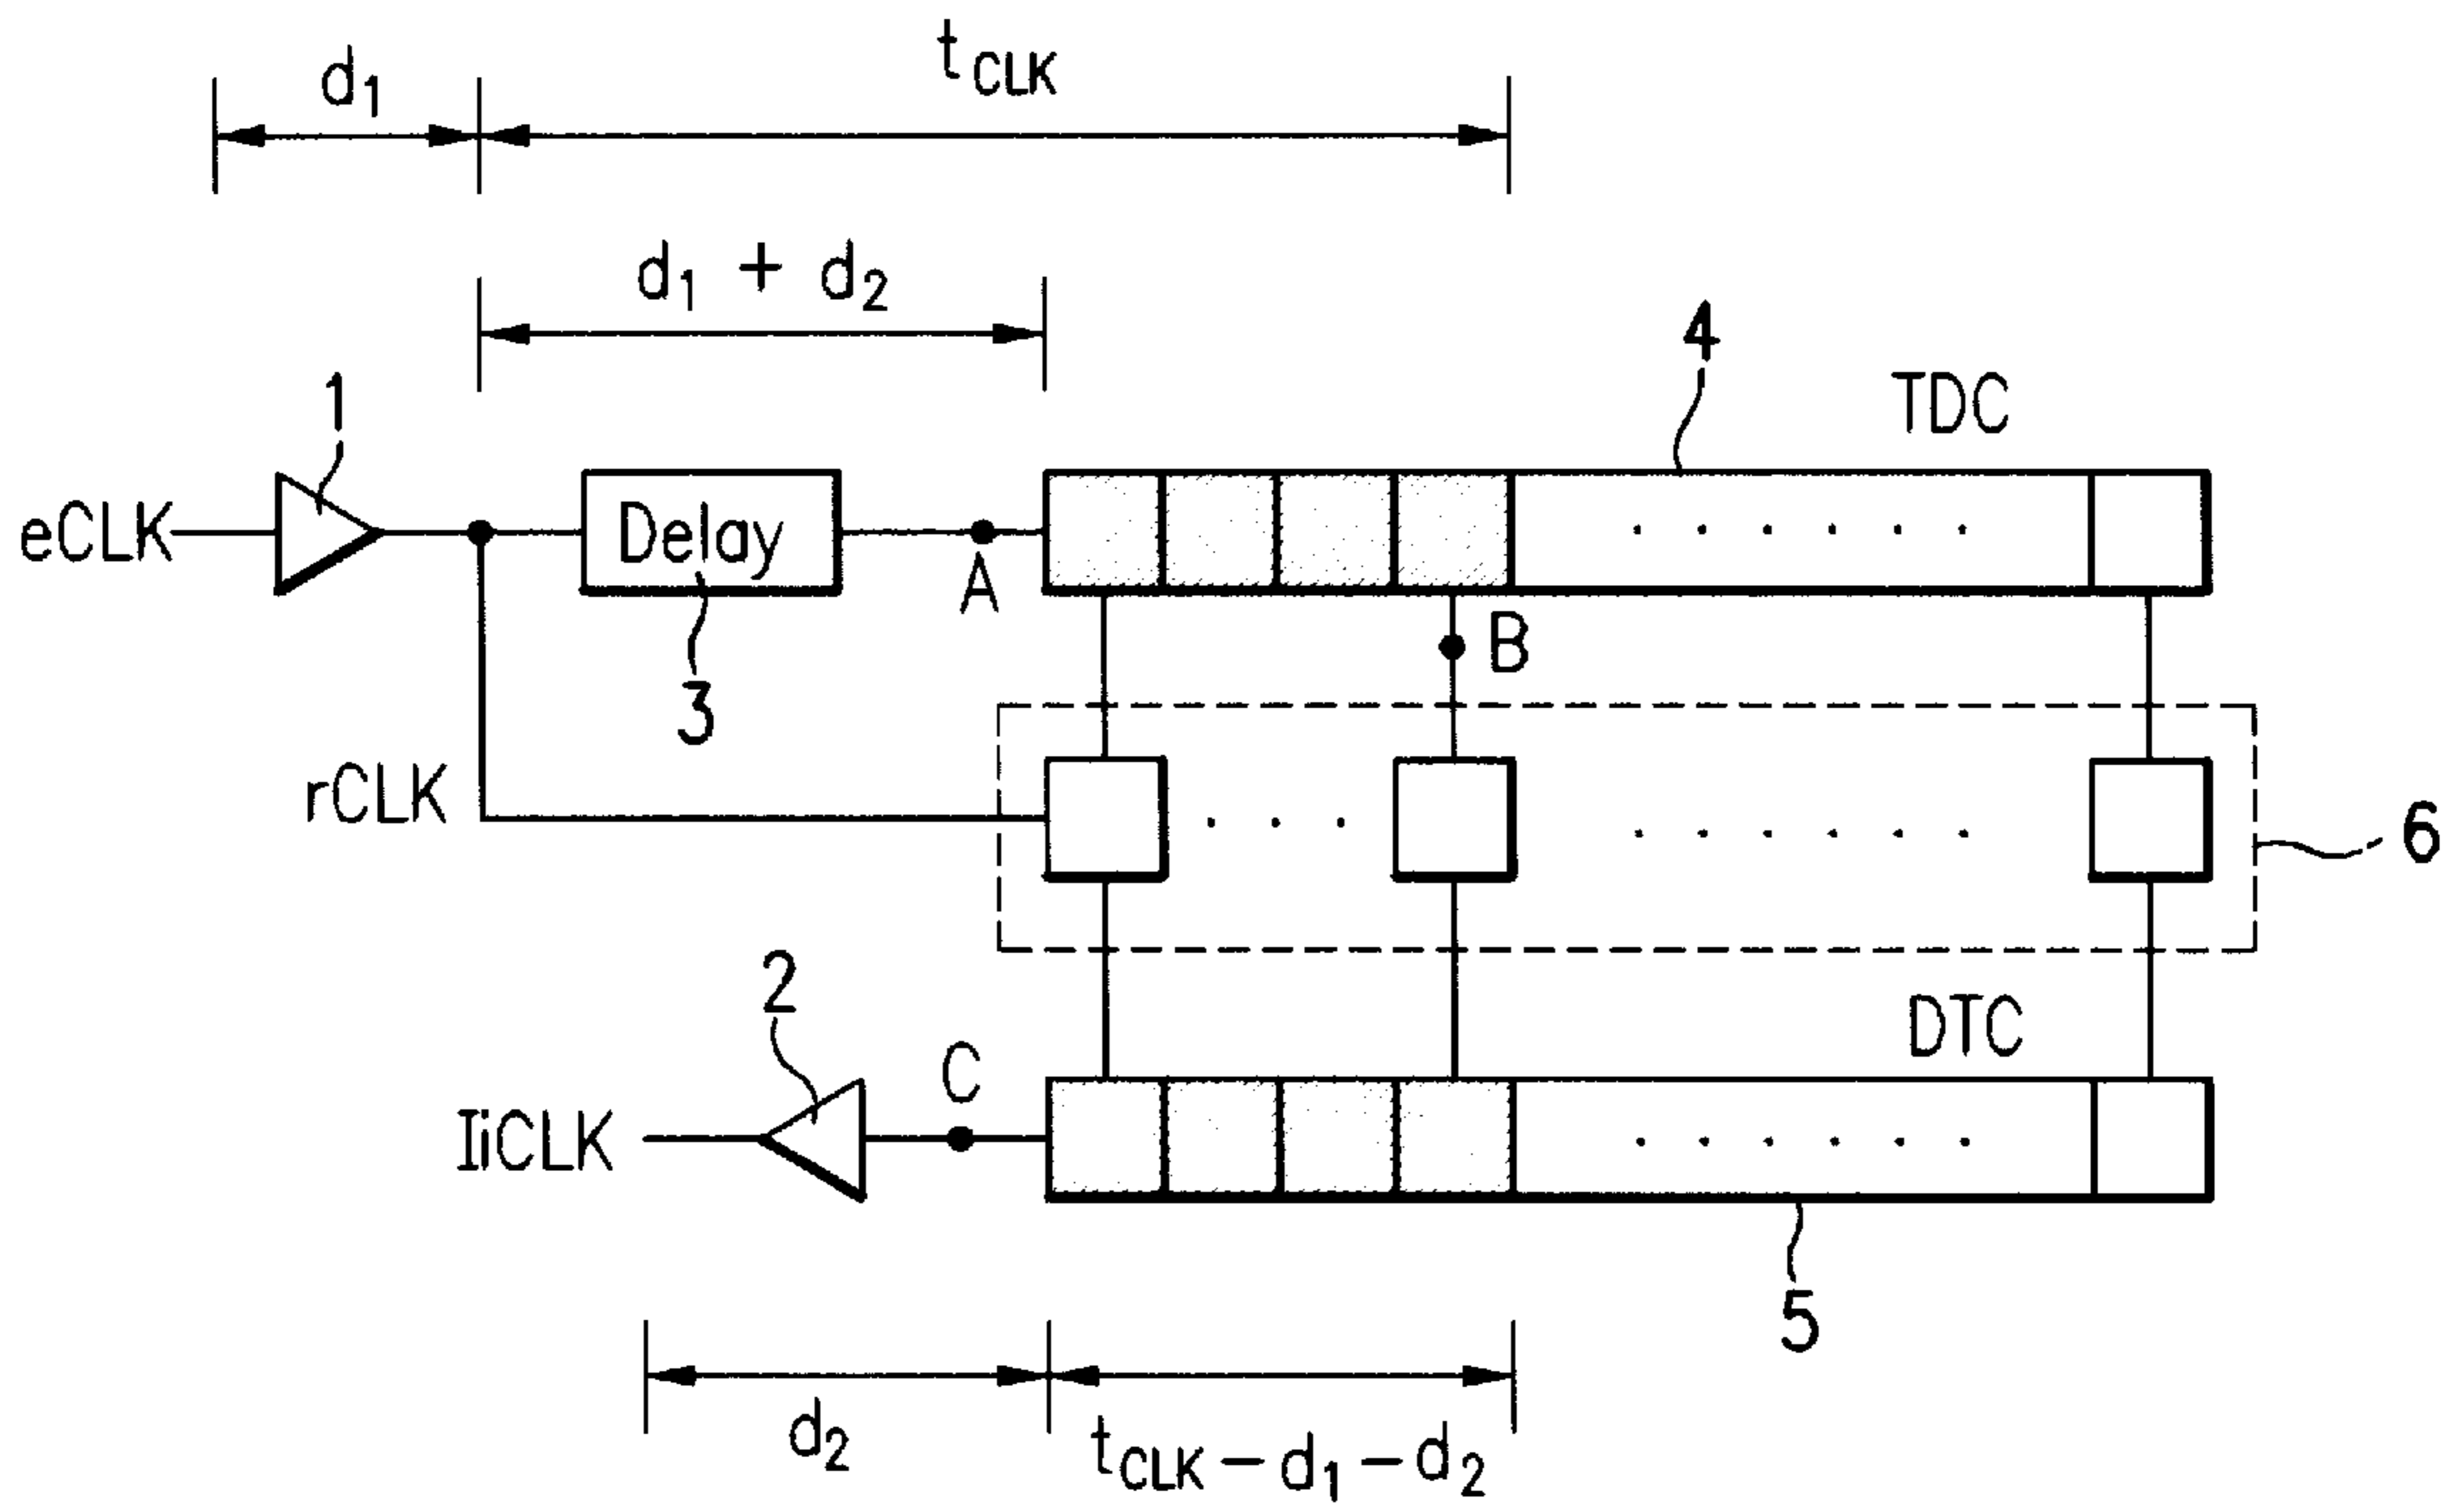 d1
tCLK
d1 + d2
4
TDC
1
eCLK
Delay
A
B
3
rCLK
6
2
DTC
C
IiCLK
5
d2
tCLK – d1 – d2